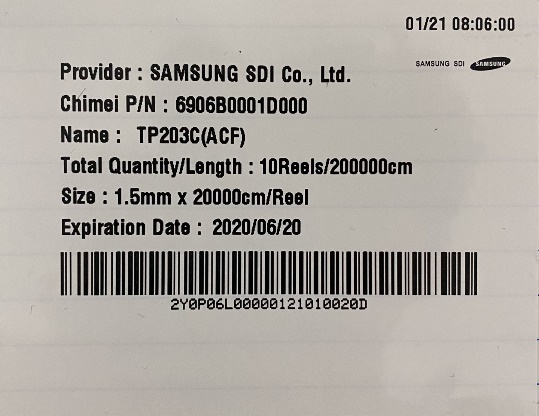 01/21 08:06:00
SAMSUNG SDI SAMSUNG
Provider : SAMSUNG SDI Co., Ltd.
Chimei P/N : 6906B0001D000
Name : TP203C(ACF)
Total Quantity/Length : 10Reels/200000cm
Size : 1.5mm x 20000cm/Reel
Expiration Date : 2020/06/20
2Y0P06L00000121010020D